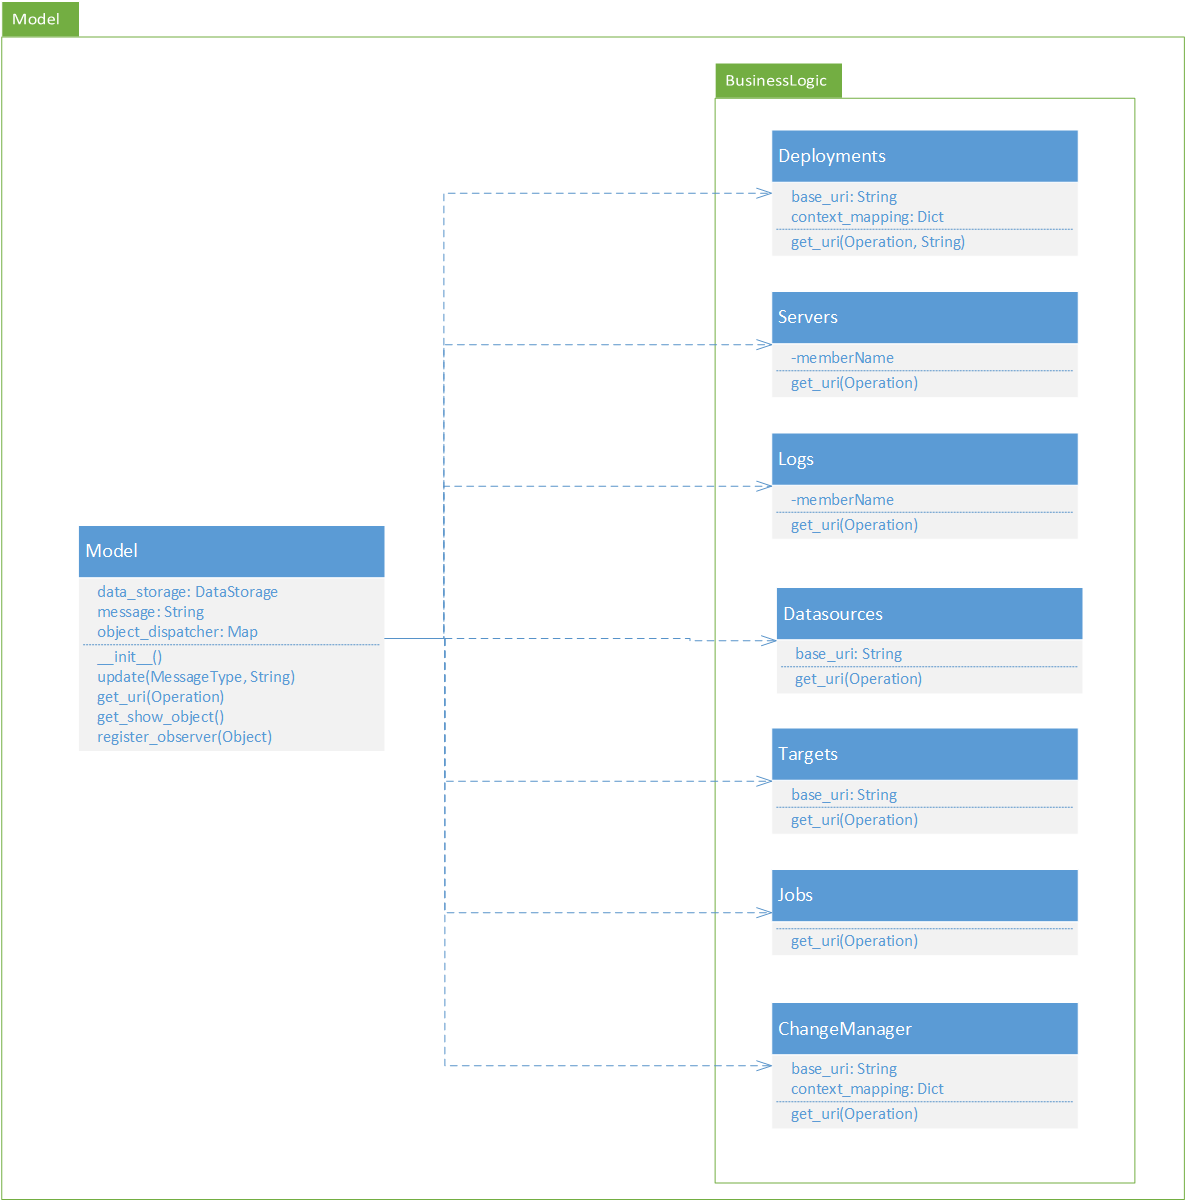 Model
BusinessLogic
Deployments
base_uri: String
context_mapping: Dict
get_uri(Operation, String)
Servers
-memberName
get_uri(Operation)
Logs
-memberName
get_uri(Operation)
Model
data_storage: DataStorage
message: String
object_dispatcher: Map
__init__()
update(MessageType, String)
get_uri(Operation)
get_show_object()
register_observer(Object)
Datasources
base_uri: String
get_uri(Operation)
Targets
base_uri: String
get_uri(Operation)
Jobs
get_uri(Operation)
ChangeManager
base_uri: String
context_mapping: Dict
get_uri(Operation)